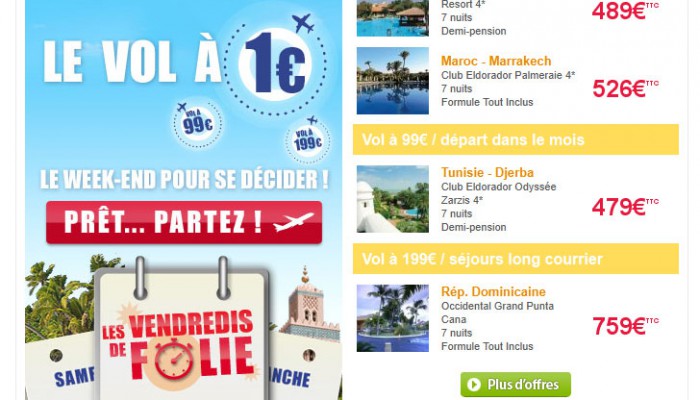 LE VOL À 1€
VOL À
99€
VOL À
199€
LE WEEK-END POUR SE DÉCIDER !
PRÊT... PARTEZ !
LES VENDREDIS
DE FOLIE
SAME
ANCHE
Resort 4*
7 nuits
Demi-pension
489€TTC
Maroc - Marrakech
Club Eldorador Palmeraie 4*
7 nuits
Formule Tout Inclus
526€TTC
Vol à 99€ / départ dans le mois
Tunisie - Djerba
Club Eldorador Odyssée
Zarzis 4*
7 nuits
Demi-pension
479€TTC
Vol à 199€ / séjours long courrier
Rép. Dominicaine
Occidental Grand Punta
Cana
7 nuits
Formule Tout Inclus
759€TTC
Plus d'offres